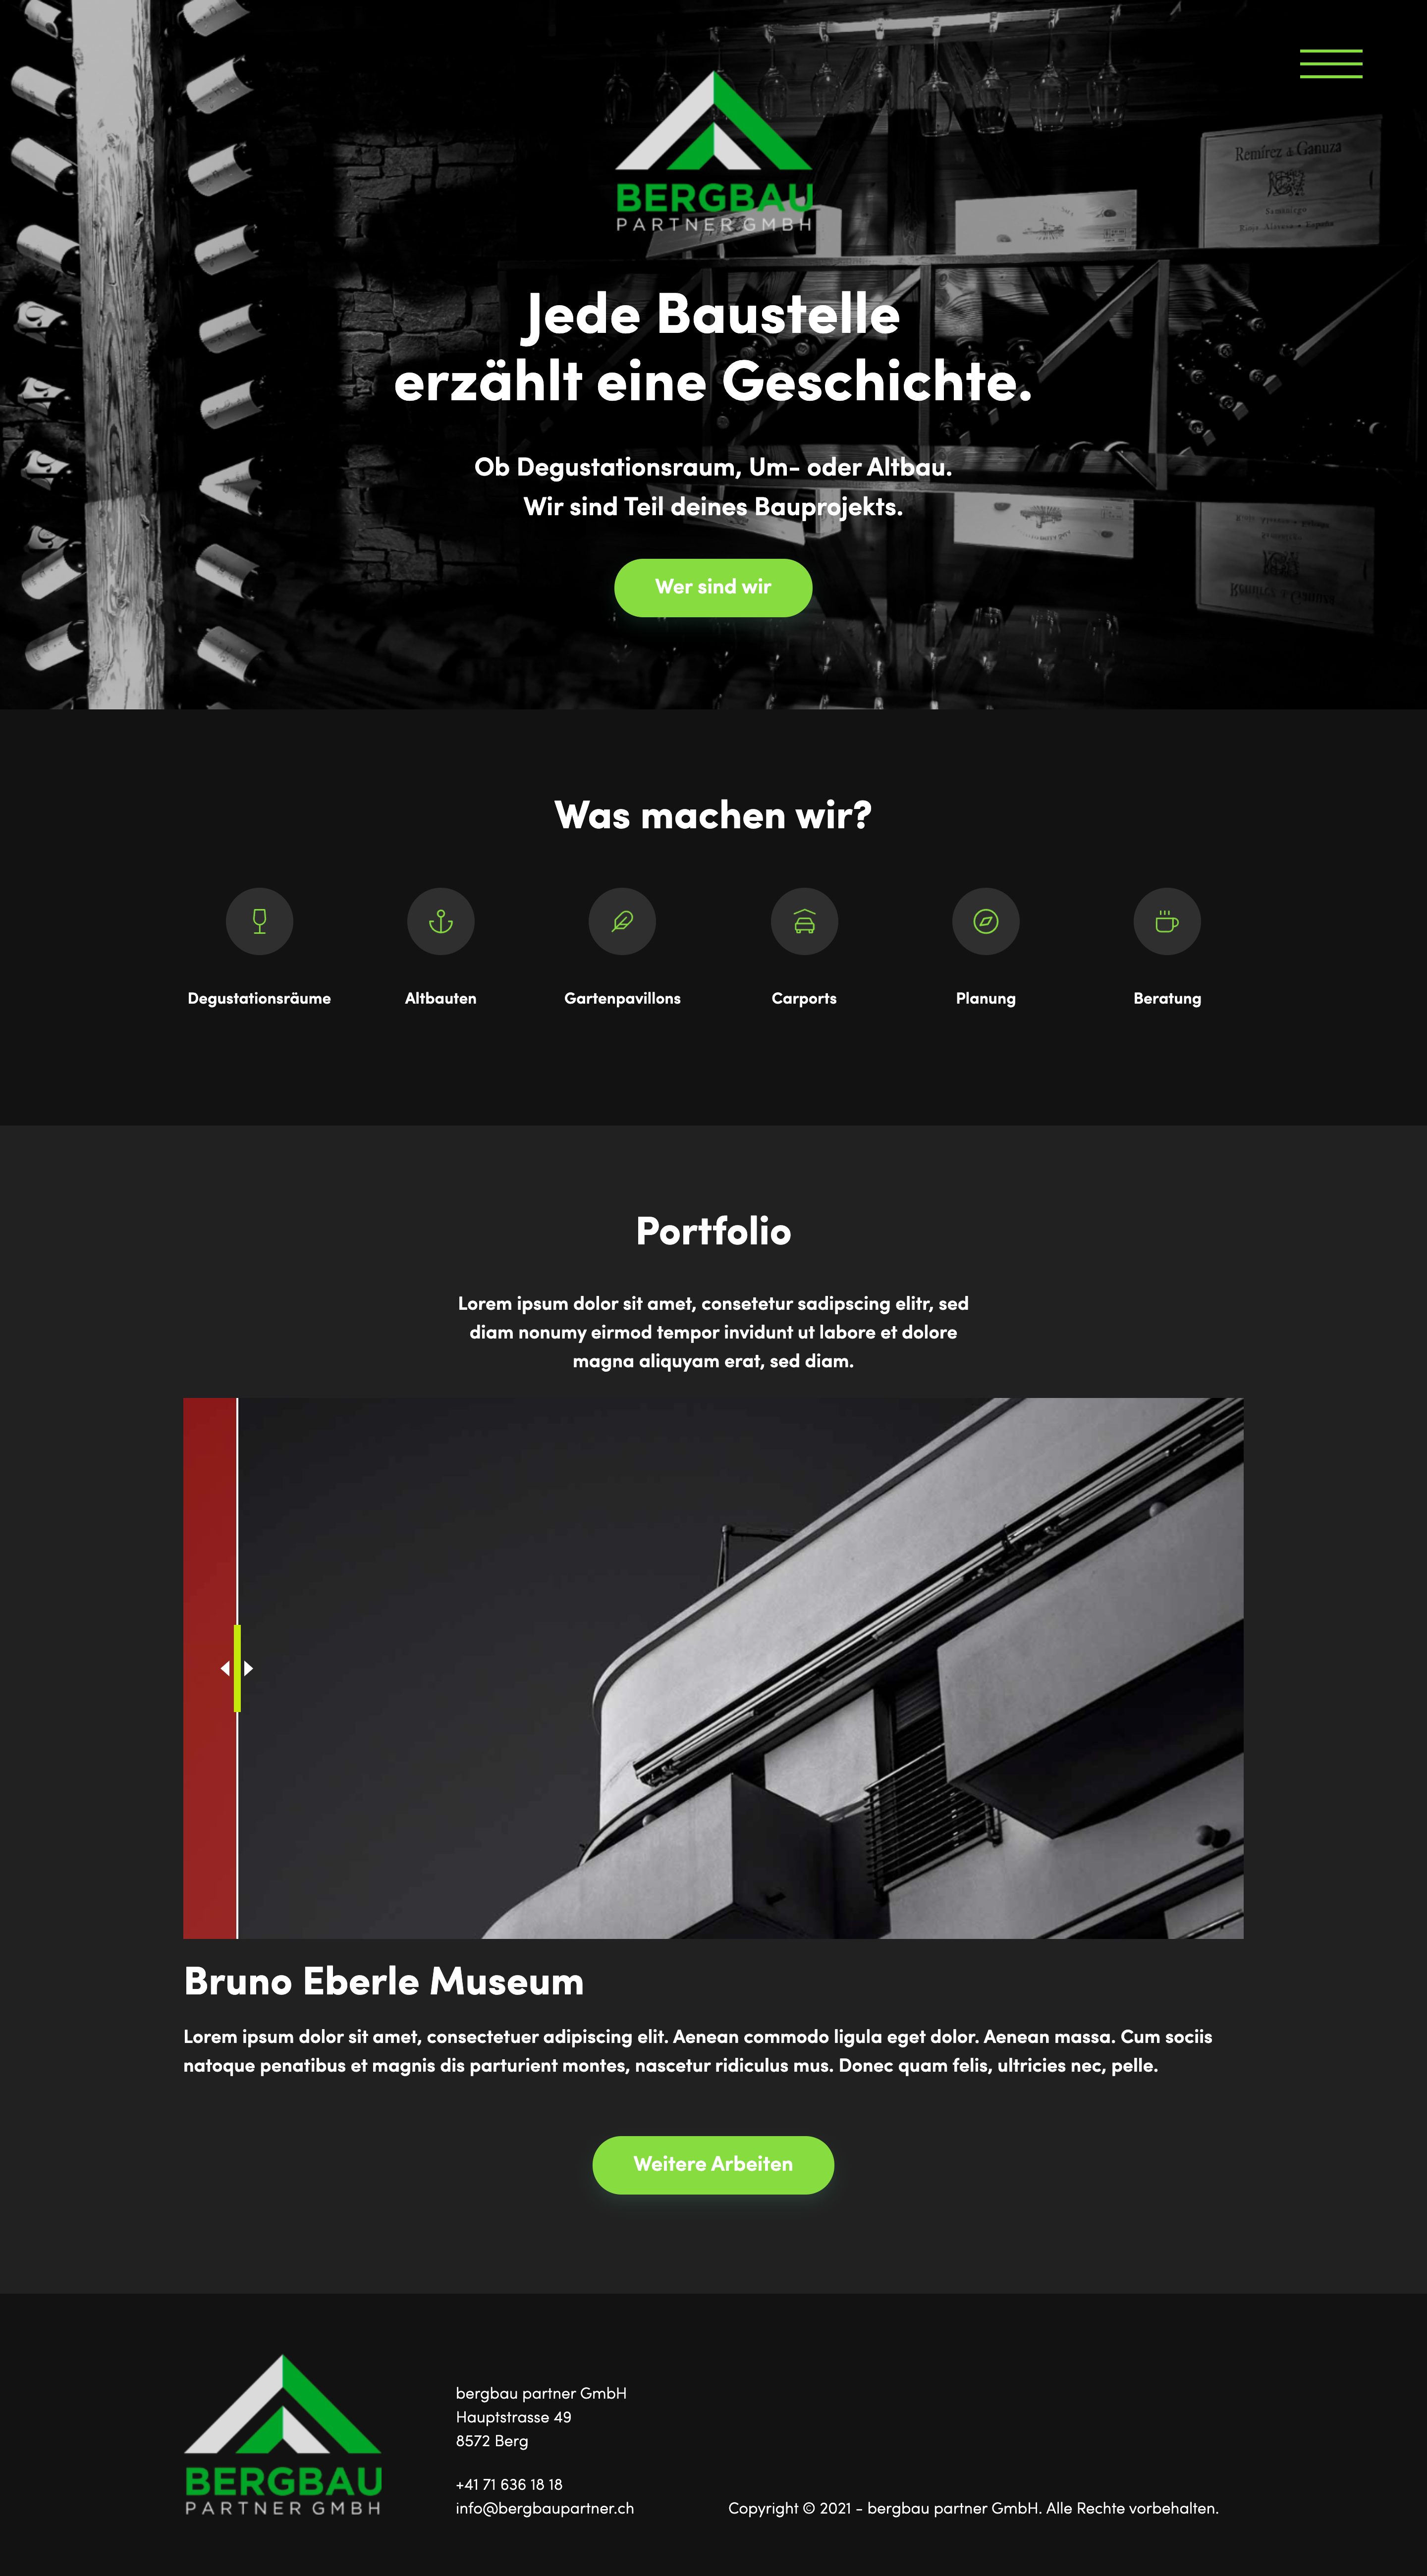 Remírez de Ganuza
BERGBAU
PARTNER GMBH
Jede Baustelle
erzählt eine Geschichte.
Ob Degustationsraum, Um- oder Altbau.
Wir sind Teil deines Bauprojekts.
Wer sind wir
Was machen wir?
Degustationsräume
Altbauten
Gartenpavillons
Carports
Planung
Beratung
Portfolio
Lorem ipsum dolor sit amet, consetetur sadipscing elitr, sed
diam nonumy eirmod tempor invidunt ut labore et dolore
magna aliquyam erat, sed diam.
Bruno Eberle Museum
Lorem ipsum dolor sit amet, consectetuer adipiscing elit. Aenean commodo ligula eget dolor. Aenean massa. Cum sociis
natoque penatibus et magnis dis parturient montes, nascetur ridiculus mus. Donec quam felis, ultricies nec, pelle.
Weitere Arbeiten
BERGBAU
PARTNER GMBH
bergbau partner GmbH
Hauptstrasse 49
8572 Berg
+41 71 636 18 18
info@bergbaupartner.ch
Copyright © 2021 - bergbau partner GmbH. Alle Rechte vorbehalten.